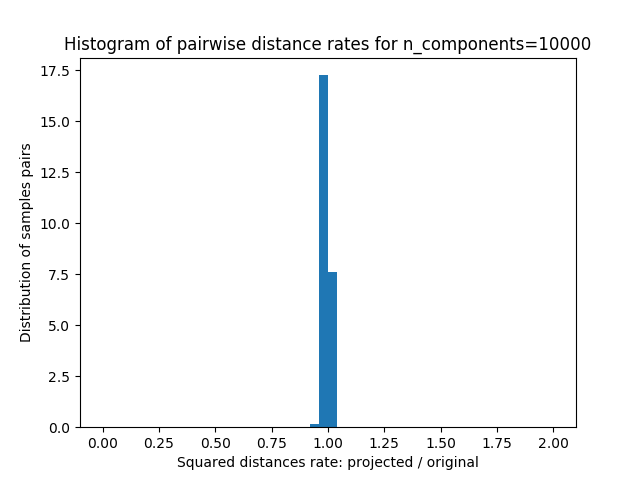 Histogram of pairwise distance rates for n_components=10000
17.5
15.0
12.5
10.0
7.5
5.0
2.5
0.0
Distribution of samples pairs
0.00 0.25 0.50 0.75 1.00 1.25 1.50 1.75 2.00
Squared distances rate: projected / original